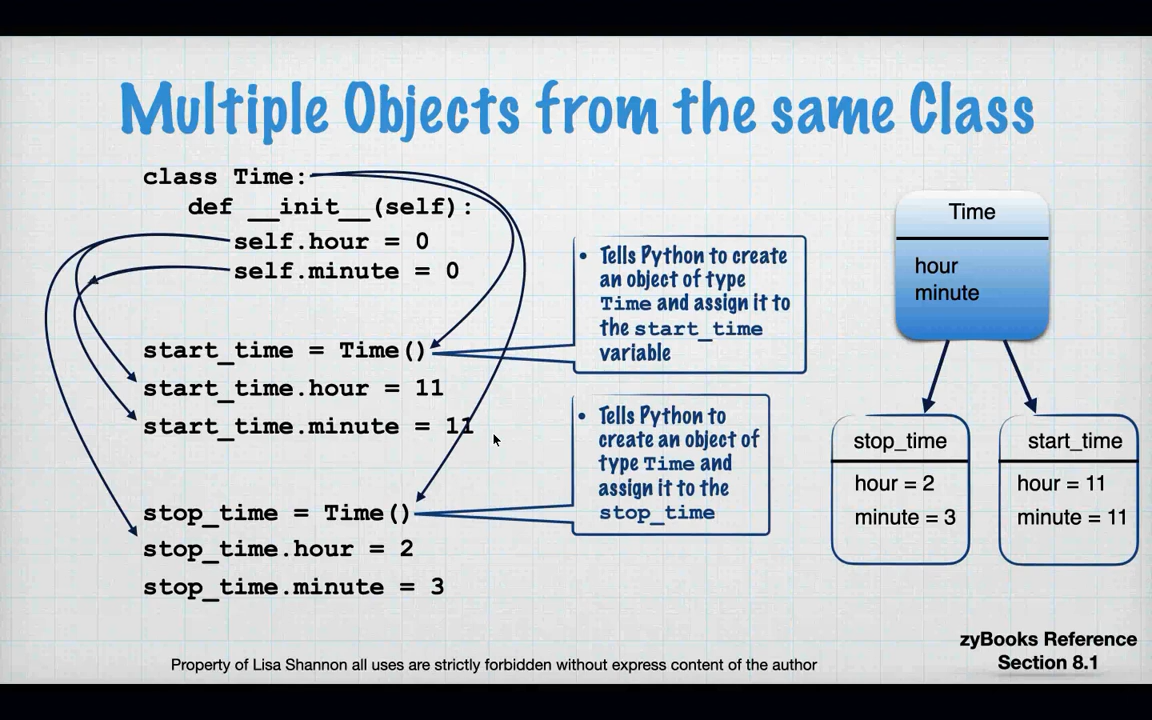 Multiple Objects from the same Class
class Time:
def __init__(self):
self.hour = 0
self.minute = 0
start_time = Time()
start_time.hour = 11
start_time.minute = 11
stop_time = Time()
stop_time.hour = 2
stop_time.minute = 3
• Tells Python to create
an object of type
Time and assign it to
the start_time
variable
• Tells Python to
create an object of
type Time and
assign it to the
stop_time
Time
hour
minute
stop_time
hour = 2
minute = 3
start_time
hour = 11
minute = 11
zyBooks Reference
Section 8.1
Property of Lisa Shannon all uses are strictly forbidden without express content of the author